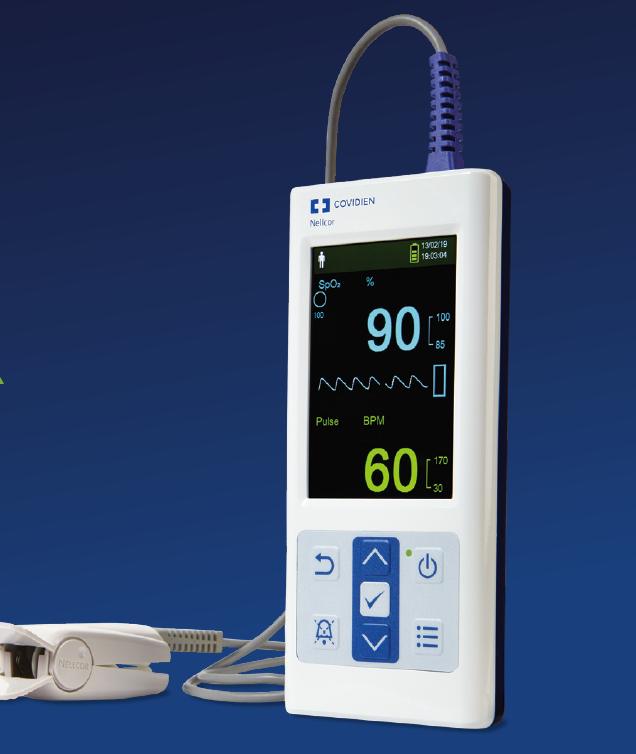 COVIDIEN
Nellcor
13/02/19
19:03:04
SpO₂ %
100
90
100
85
Pulse BPM
60
170
30
NELLCOR